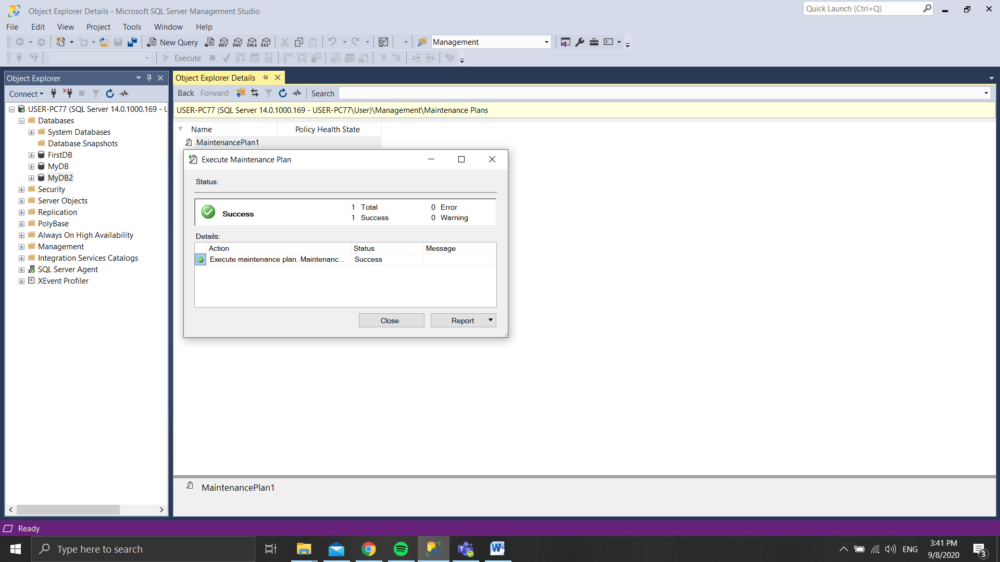 Object Explorer Details - Microsoft SQL Server Management Studio
Quick Launch (Ctrl+Q)
File Edit View Project Tools Window Help
New Query MDX DMX XMLA DAX Management
Execute
Object Explorer
Connect
USER-PC77 (SQL Server 14.0.1000.169 - U
Databases
System Databases
Database Snapshots
FirstDB
MyDB
MyDB2
Security
Server Objects
Replication
PolyBase
Always On High Availability
Management
Integration Services Catalogs
SQL Server Agent
XEvent Profiler
Object Explorer Details
Back Forward Search
USER-PC77 (SQL Server 14.0.1000.169 - USER-PC77\User)\Management\Maintenance Plans
Name Policy Health State
MaintenancePlan1
Execute Maintenance Plan
Status:
Success
1 Total 0 Error
1 Success 0 Warning
Details:
Action Status Message
Execute maintenance plan. Maintenanc... Success
Close Report
MaintenancePlan1
Ready
Type here to search
ENG
3:41 PM
9/8/2020
3